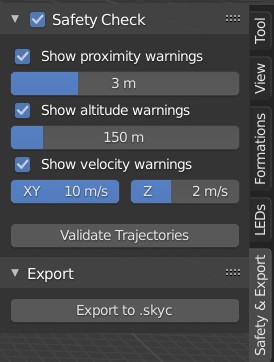 Safety Check
Show proximity warnings
3 m
Show altitude warnings
150 m
Show velocity warnings
XY 10 m/s Z 2 m/s
Validate Trajectories
Export
Export to .skyc
Tool
View
Formations
LEDs
Safety & Export